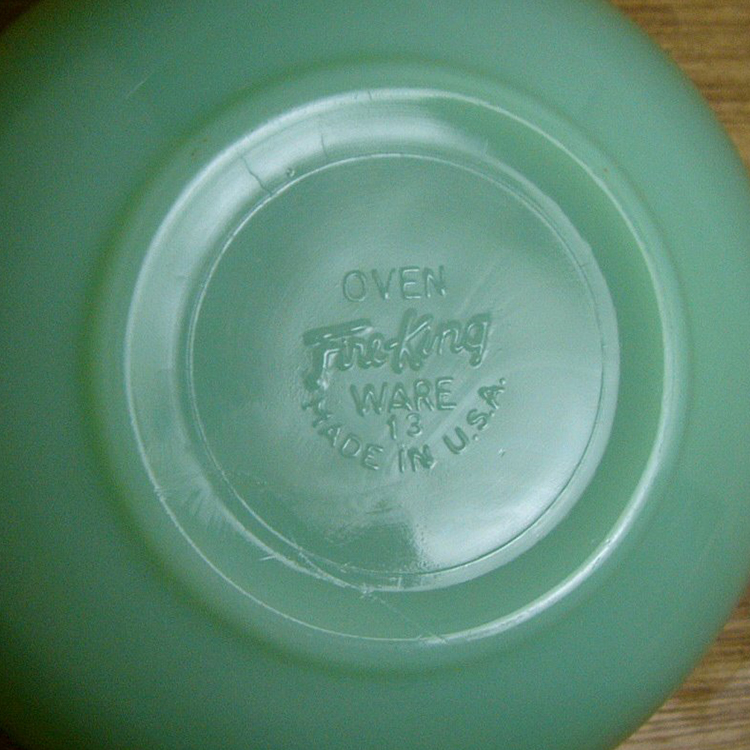 OVEN
Fire-King
WARE
13
MADE IN U.S.A.